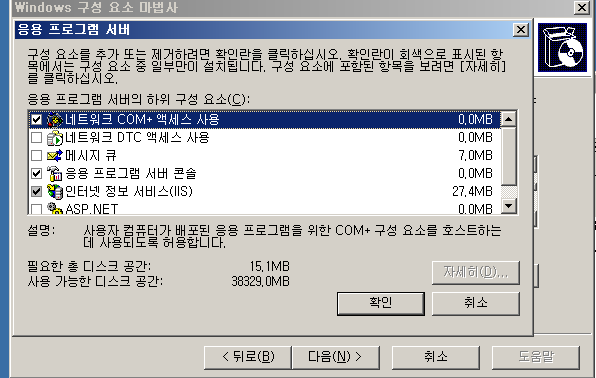 Windows 구성 요소 마법사
응용 프로그램 서버
구성 요소를 추가 또는 제거하려면 확인란을 클릭하십시오. 확인란이 회색으로 표시된 항
목에서는 구성 요소 중 일부만이 설치됩니다. 구성 요소에 포함된 항목을 보려면 [자세히]
를 클릭하십시오.
응용 프로그램 서버의 하위 구성 요소(C):
네트워크 COM+ 액세스 사용 0.0MB
네트워크 DTC 액세스 사용 0.0MB
메시지 큐 7.0MB
응용 프로그램 서버 콘솔 0.0MB
인터넷 정보 서비스(IIS) 27.4MB
ASP.NET 0.0MB
설명: 사용자 컴퓨터가 배포된 응용 프로그램을 위한 COM+ 구성 요소를 호스트하는
데 사용되도록 허용합니다.
필요한 총 디스크 공간: 15.1MB
사용 가능한 디스크 공간: 38329.0MB
자세히(D)...
확인 취소
< 뒤로(B) 다음(N) > 취소 도움말